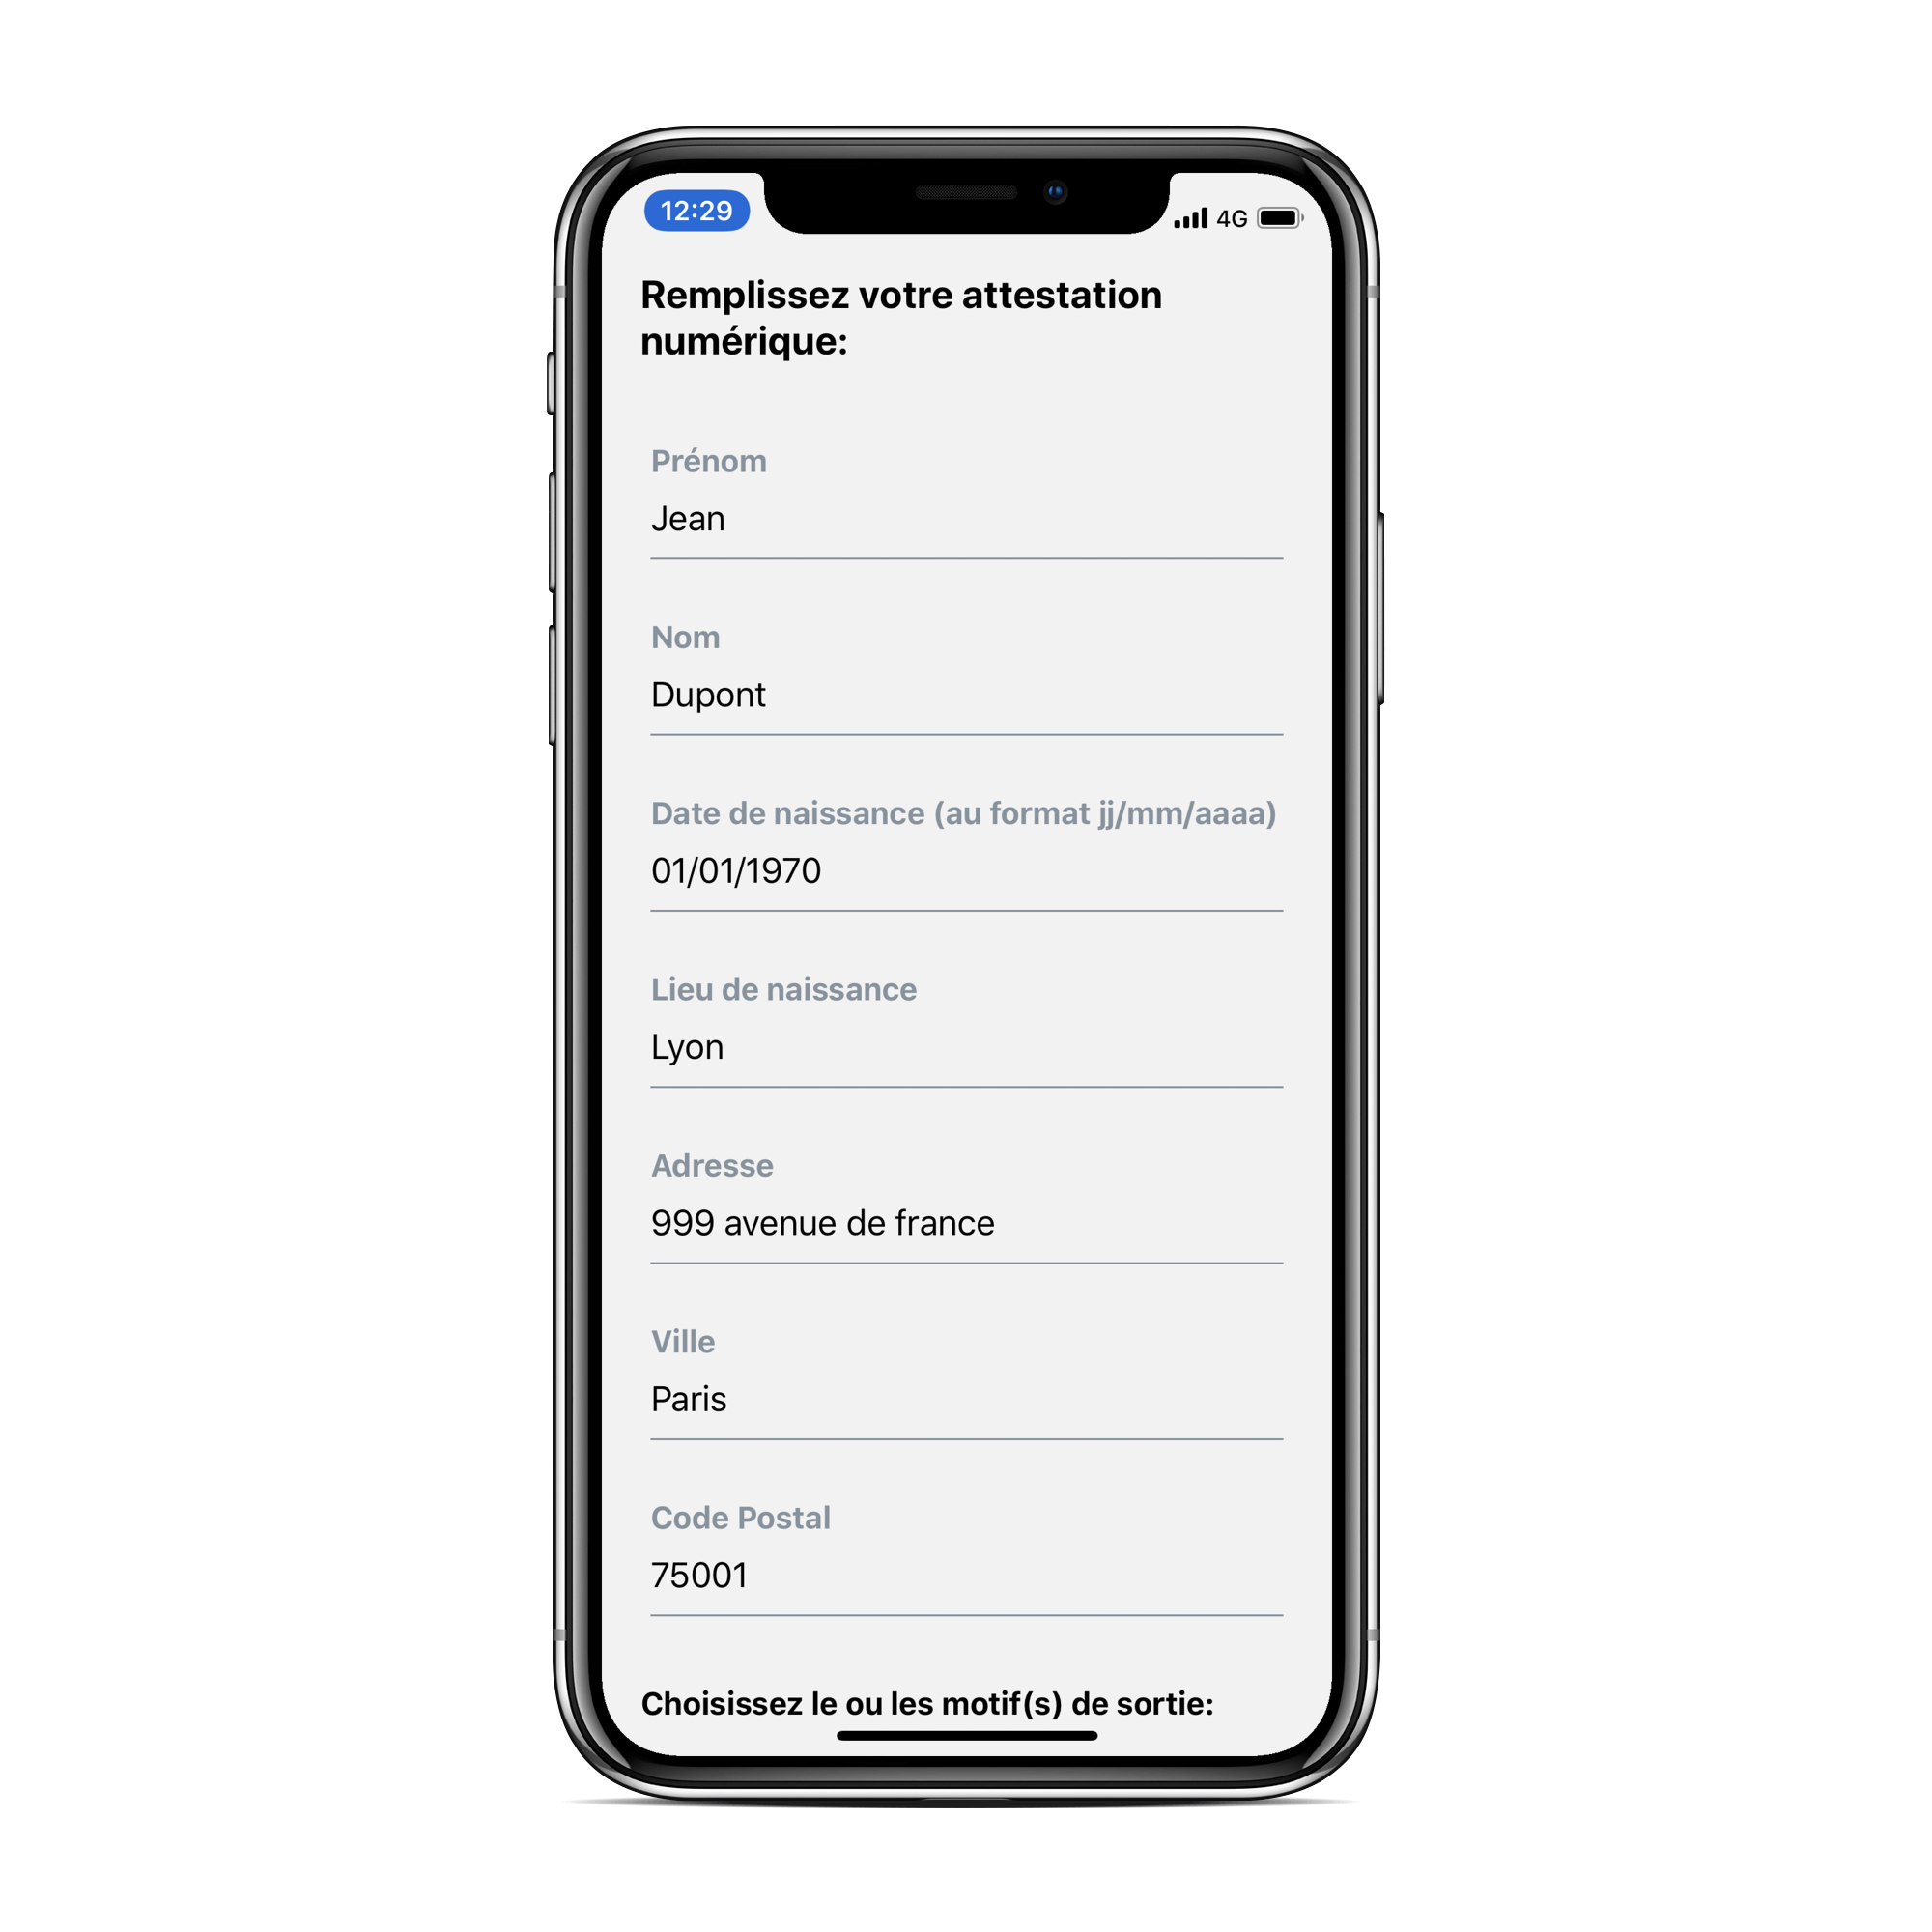 12:29
4G
Remplissez votre attestation
numérique:
Prénom
Jean
Nom
Dupont
Date de naissance (au format jj/mm/aaaa)
01/01/1970
Lieu de naissance
Lyon
Adresse
999 avenue de france
Ville
Paris
Code Postal
75001
Choisissez le ou les motif(s) de sortie: